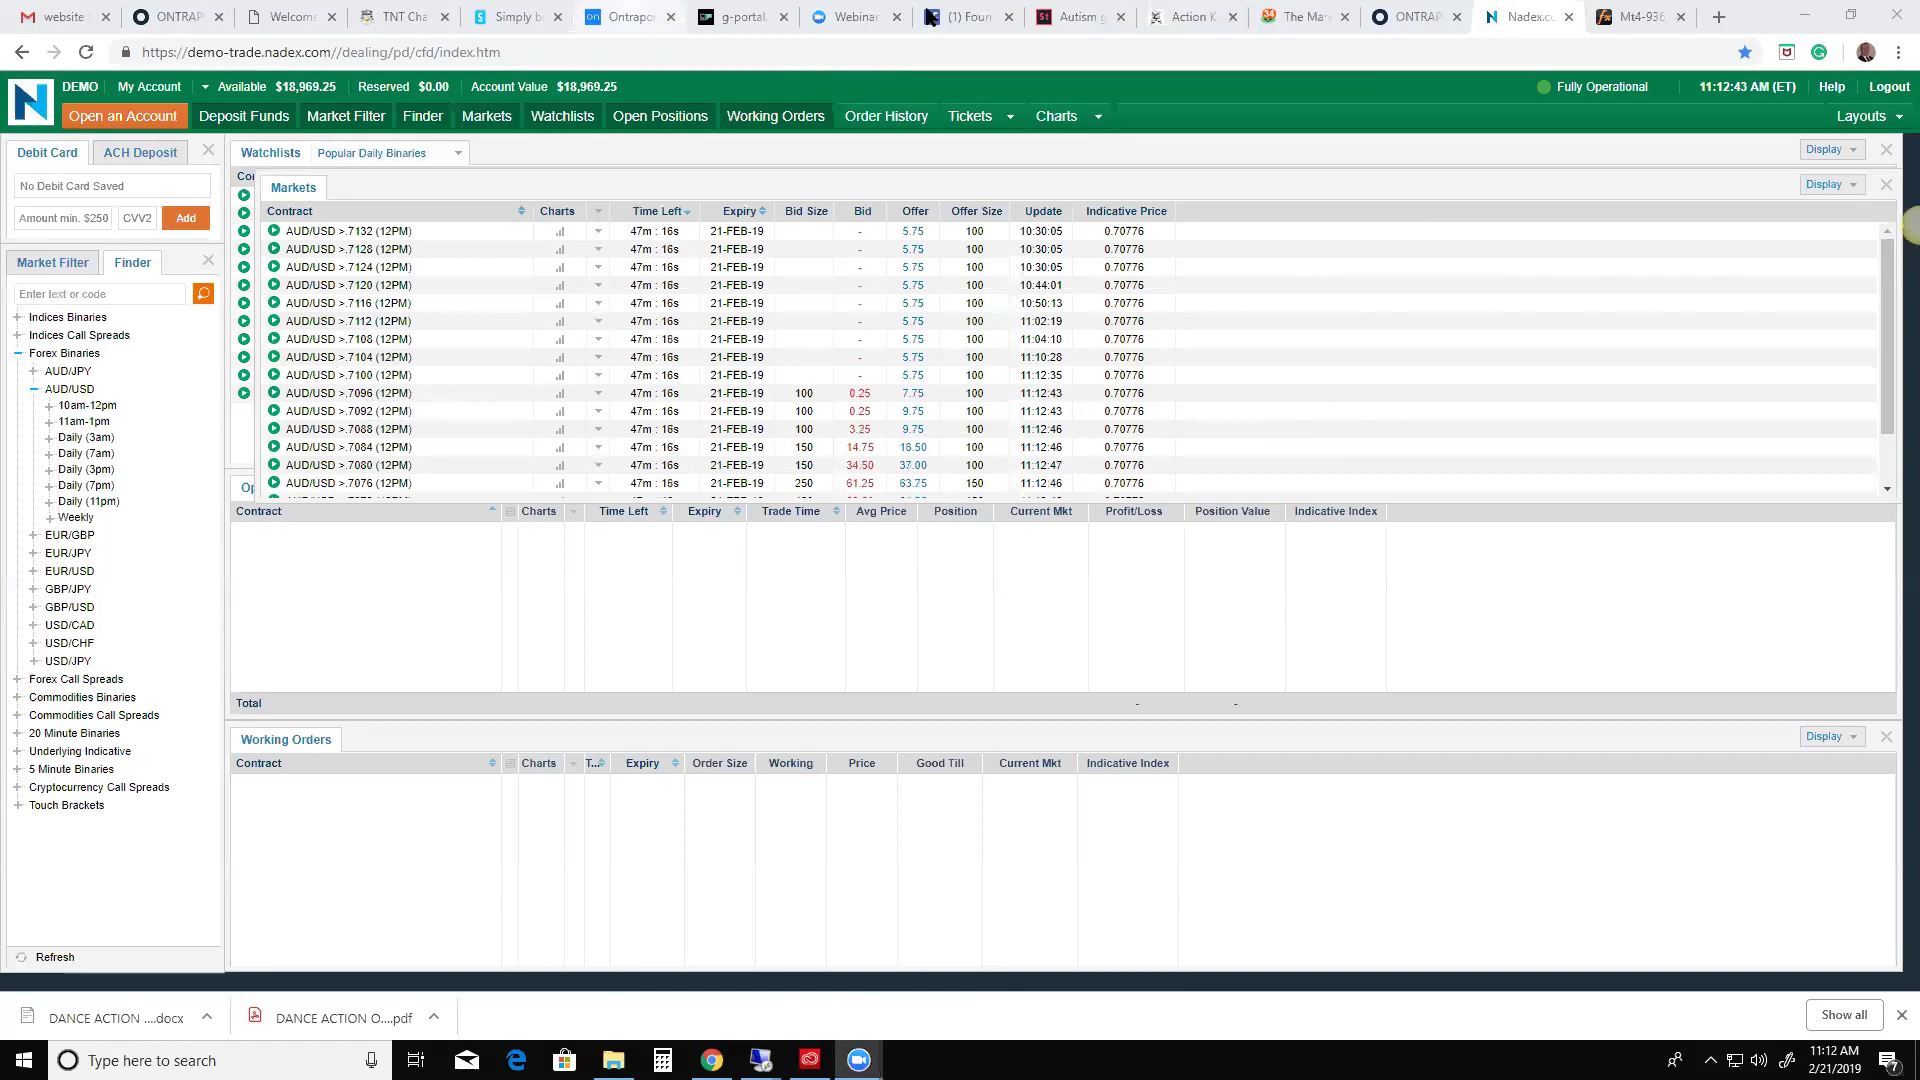 website
ONTRAP
Welcome
TNT Cha
Simply b
Ontrapor
g-portal.
Webinar
(1) Foun
Autism g
Action K
The Ma
ONTRAP
Nadex.c
Mt4-936
https://demo-trade.nadex.com//dealing/pd/cfd/index.htm
DEMO My Account Available $18,969.25 Reserved $0.00 Account Value $18,969.25 Fully Operational 11:12:43 AM (ET) Help Logout
Open an Account Deposit Funds Market Filter Finder Markets Watchlists Open Positions Working Orders Order History Tickets Charts Layouts
Debit Card ACH Deposit
No Debit Card Saved
Amount min. $250 CVV2 Add
Market Filter Finder
Enter text or code
Indices Binaries
Indices Call Spreads
Forex Binaries
AUD/JPY
AUD/USD
10am-12pm
11am-1pm
Daily (3am)
Daily (7am)
Daily (3pm)
Daily (7pm)
Daily (11pm)
Weekly
EUR/GBP
EUR/JPY
EUR/USD
GBP/JPY
GBP/USD
USD/CAD
USD/CHF
USD/JPY
Forex Call Spreads
Commodities Binaries
Commodities Call Spreads
20 Minute Binaries
Underlying Indicative
5 Minute Binaries
Cryptocurrency Call Spreads
Touch Brackets
Refresh
Watchlists Popular Daily Binaries Display
Co
Markets Display
Contract Charts Time Left Expiry Bid Size Bid Offer Offer Size Update Indicative Price
AUD/USD >.7132 (12PM) 47m : 16s 21-FEB-19 - 5.75 100 10:30:05 0.70776
AUD/USD >.7128 (12PM) 47m : 16s 21-FEB-19 - 5.75 100 10:30:05 0.70776
AUD/USD >.7124 (12PM) 47m : 16s 21-FEB-19 - 5.75 100 10:30:05 0.70776
AUD/USD >.7120 (12PM) 47m : 16s 21-FEB-19 - 5.75 100 10:44:01 0.70776
AUD/USD >.7116 (12PM) 47m : 16s 21-FEB-19 - 5.75 100 10:50:13 0.70776
AUD/USD >.7112 (12PM) 47m : 16s 21-FEB-19 - 5.75 100 11:02:19 0.70776
AUD/USD >.7108 (12PM) 47m : 16s 21-FEB-19 - 5.75 100 11:04:10 0.70776
AUD/USD >.7104 (12PM) 47m : 16s 21-FEB-19 - 5.75 100 11:10:28 0.70776
AUD/USD >.7100 (12PM) 47m : 16s 21-FEB-19 - 5.75 100 11:12:35 0.70776
AUD/USD >.7096 (12PM) 47m : 16s 21-FEB-19 100 0.25 7.75 100 11:12:43 0.70776
AUD/USD >.7092 (12PM) 47m : 16s 21-FEB-19 100 0.25 9.75 100 11:12:43 0.70776
AUD/USD >.7088 (12PM) 47m : 16s 21-FEB-19 100 3.25 9.75 100 11:12:46 0.70776
AUD/USD >.7084 (12PM) 47m : 16s 21-FEB-19 150 14.75 18.50 100 11:12:46 0.70776
AUD/USD >.7080 (12PM) 47m : 16s 21-FEB-19 150 34.50 37.00 100 11:12:47 0.70776
AUD/USD >.7076 (12PM) 47m : 16s 21-FEB-19 250 61.25 63.75 150 11:12:46 0.70776
Op
Contract Charts Time Left Expiry Trade Time Avg Price Position Current Mkt Profit/Loss Position Value Indicative Index
Total - -
Working Orders Display
Contract Charts T... Expiry Order Size Working Price Good Till Current Mkt Indicative Index
DANCE ACTION ....docx
DANCE ACTION O....pdf
Show all
Type here to search
11:12 AM
2/21/2019
7